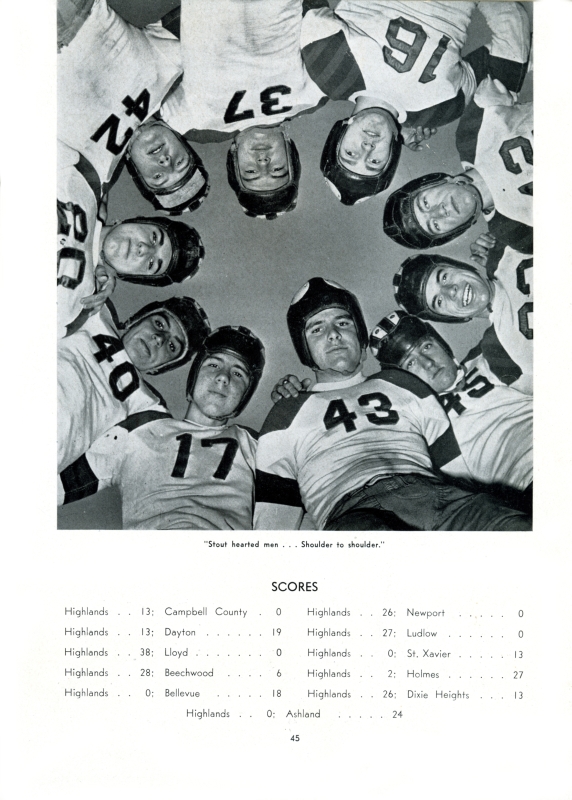 42 37 16
20
40 17 43 45
"Stout hearted men . . . Shoulder to shoulder."
SCORES
Highlands . . 13; Campbell County . 0
Highlands . . 13; Dayton . . . . . . 19
Highlands . . 38; Lloyd . . . . . . . 0
Highlands . . 28; Beechwood . . . . 6
Highlands . . 0; Bellevue . . . . . 18
Highlands . . 26; Newport . . . . . 0
Highlands . . 27; Ludlow . . . . . . 0
Highlands . . 0; St. Xavier . . . . . 13
Highlands . . 2; Holmes . . . . . . 27
Highlands . . 26; Dixie Heights . . . 13
Highlands . . 0; Ashland . . . . . 24
45